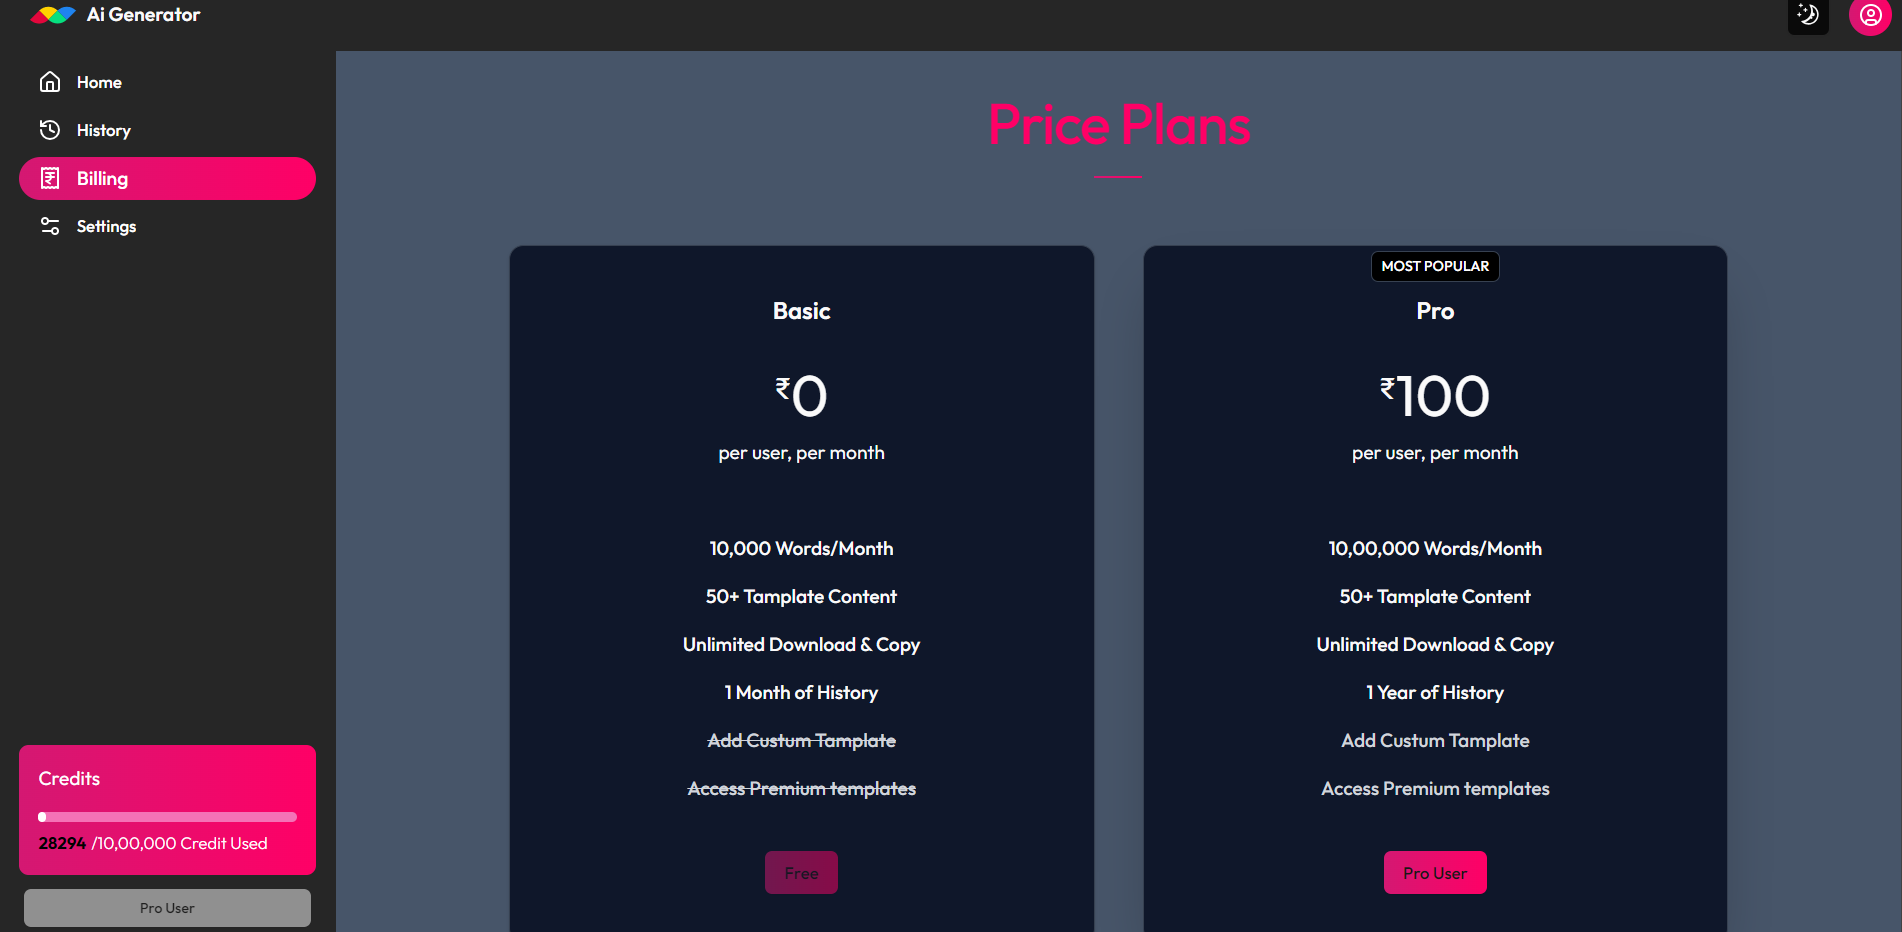 Ai Generator
Home
History
Billing
Settings
Credits
28294 /10,00,000 Credit Used
Pro User
Price Plans
Basic
₹0
per user, per month
10,000 Words/Month
50+ Tamplate Content
Unlimited Download & Copy
1 Month of History
Add Custum Tamplate
Access Premium templates
Free
MOST POPULAR
Pro
₹100
per user, per month
10,00,000 Words/Month
50+ Tamplate Content
Unlimited Download & Copy
1 Year of History
Add Custum Tamplate
Access Premium templates
Pro User